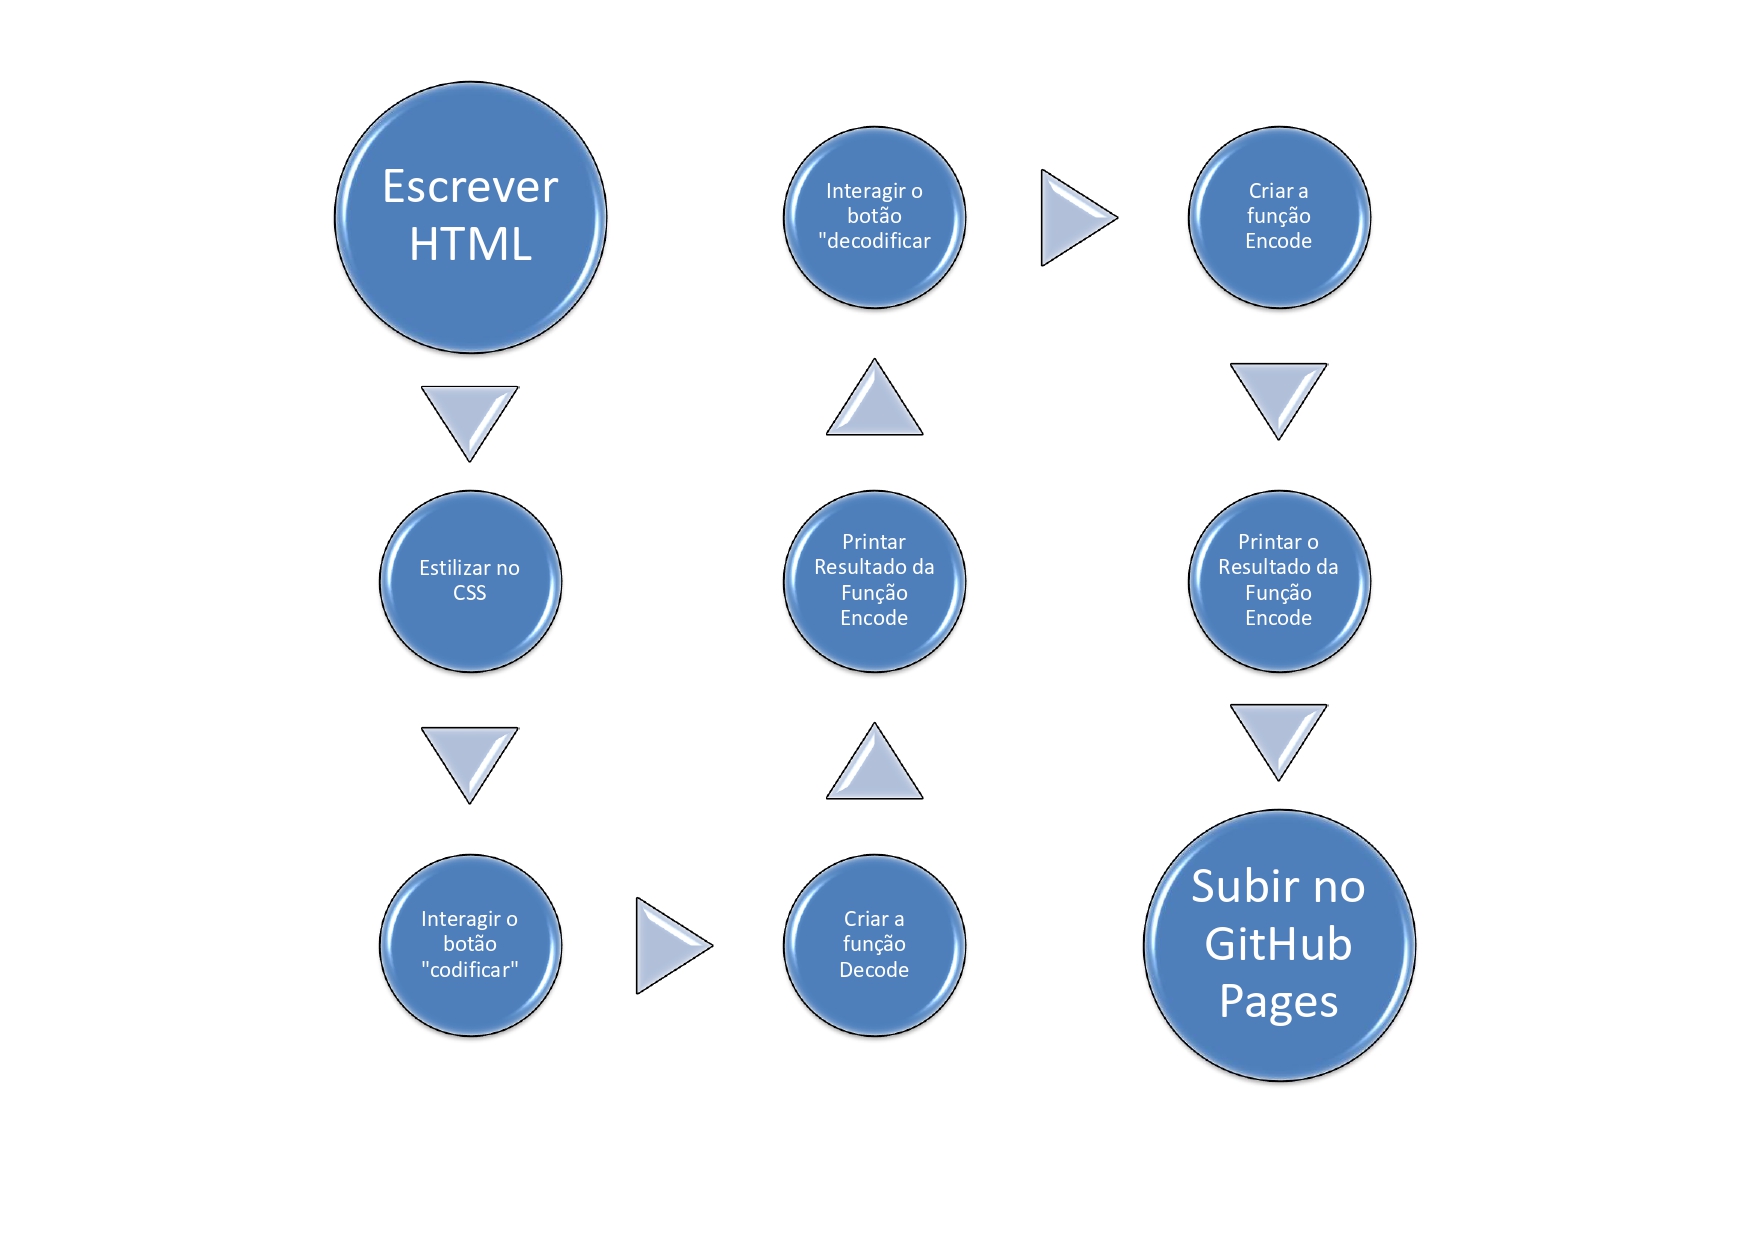 Escrever
HTML
Estilizar no
CSS
Interagir o
botão
"codificar"
Criar a
função
Decode
Printar
Resultado da
Função
Encode
Interagir o
botão
"decodificar
Criar a
função
Encode
Printar o
Resultado da
Função
Encode
Subir no
GitHub
Pages